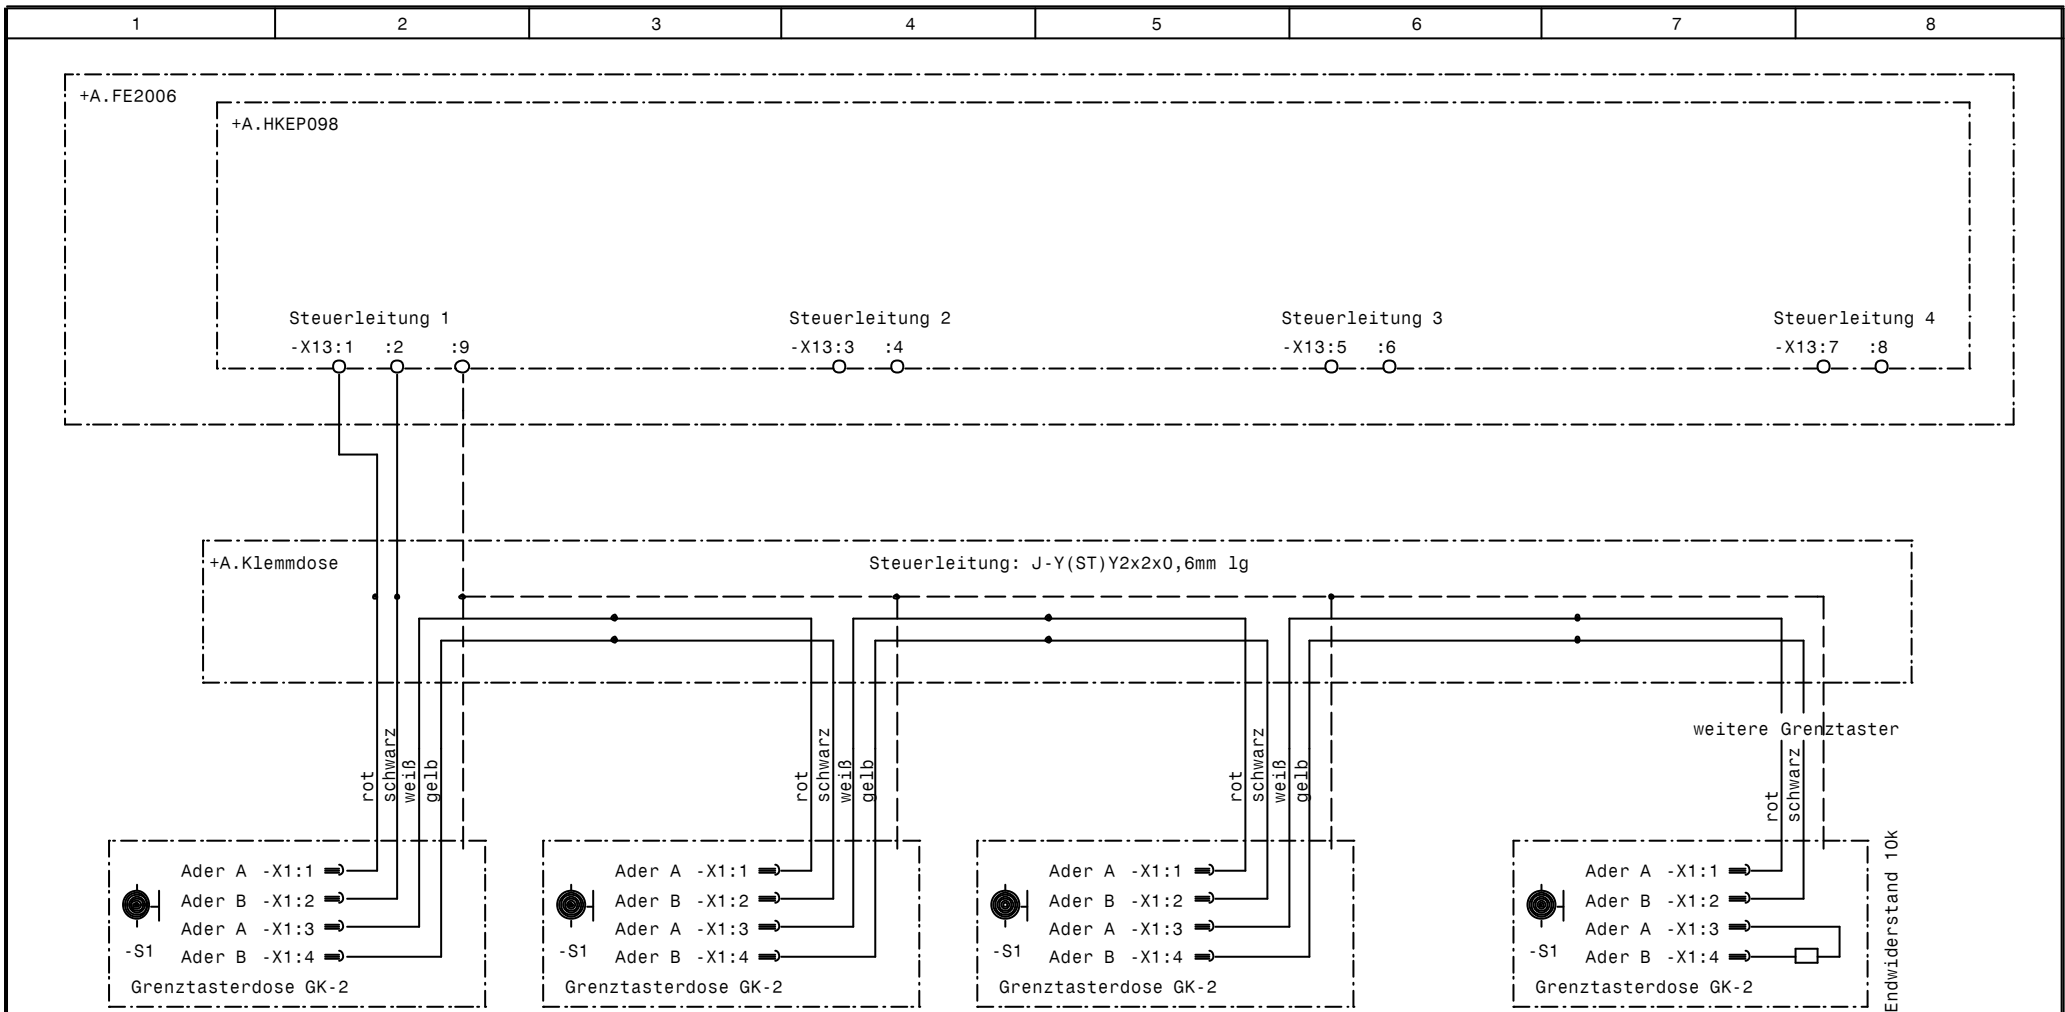 1 2 3 4 5 6 7 8
+A.FE2006
+A.HKEP098
Steuerleitung 1 Steuerleitung 2 Steuerleitung 3 Steuerleitung 4
-X13:1 :2 :9 -X13:3 :4 -X13:5 :6 -X13:7 :8
+A.Klemmdose Steuerleitung: J-Y(ST)Y2x2x0,6mm lg
weitere Grenztaster
rot schwarz weiß gelb rot schwarz weiß gelb rot schwarz weiß gelb rot schwarz
Ader A -X1:1 Ader A -X1:1 Ader A -X1:1 Ader A -X1:1
Ader B -X1:2 Ader B -X1:2 Ader B -X1:2 Ader B -X1:2
Ader A -X1:3 Ader A -X1:3 Ader A -X1:3 Ader A -X1:3
-S1 Ader B -X1:4 -S1 Ader B -X1:4 -S1 Ader B -X1:4 -S1 Ader B -X1:4
Grenztasterdose GK-2 Grenztasterdose GK-2 Grenztasterdose GK-2 Grenztasterdose GK-2
Endwiderstand 10k